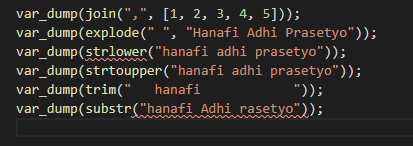 var_dump(join(",", [1, 2, 3, 4, 5]));
var_dump(explode(" ", "Hanafi Adhi Prasetyo"));
var_dump(strlower("hanafi adhi prasetyo"));
var_dump(strtoupper("hanafi adhi prasetyo"));
var_dump(trim("   hanafi            "));
var_dump(substr("hanafi Adhi rasetyo"));